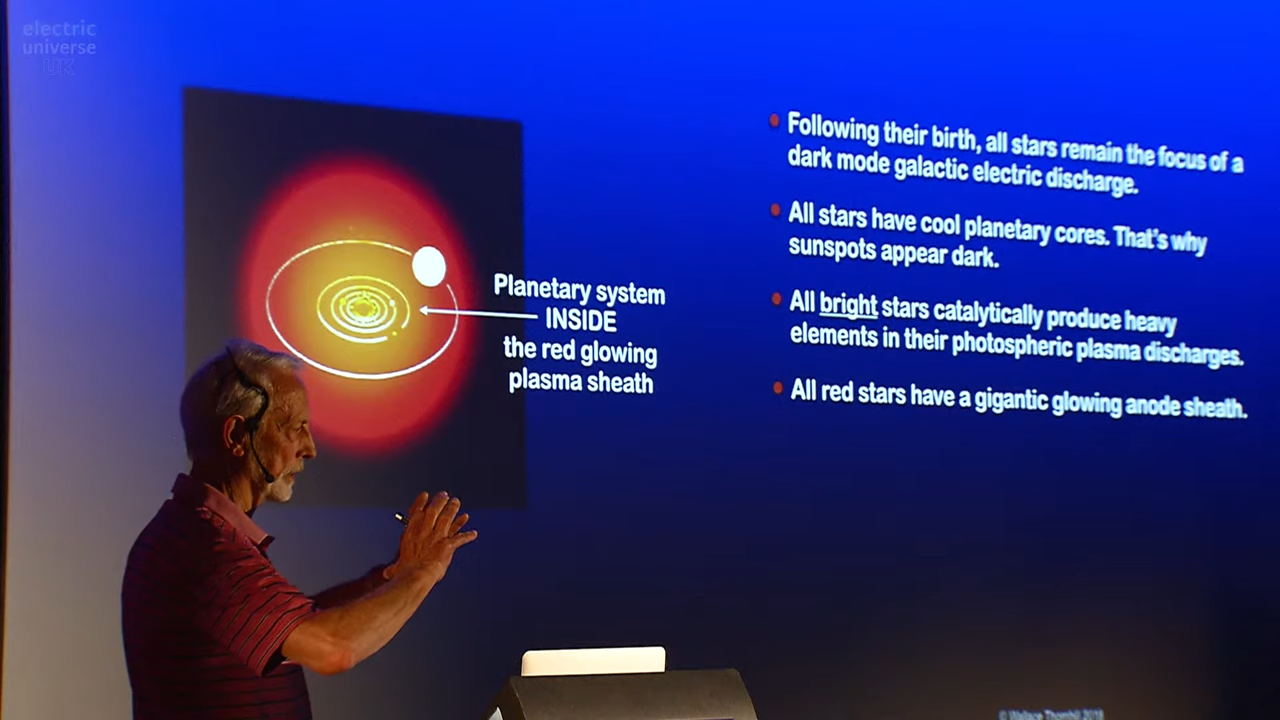 electric
universe
UK
Planetary system
INSIDE
the red glowing
plasma sheath
Following their birth, all stars remain the focus of a
dark mode galactic electric discharge.
All stars have cool planetary cores. That's why
sunspots appear dark.
All bright stars catalytically produce heavy
elements in their photospheric plasma discharges.
All red stars have a gigantic glowing anode sheath.
© Wallace Thornhill